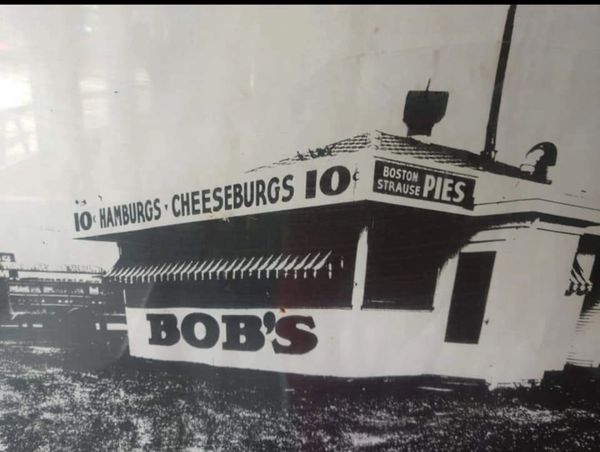 10¢ HAMBURGS · CHEESEBURGS 10¢
BOSTON
STRAUSE PIES
BOB'S